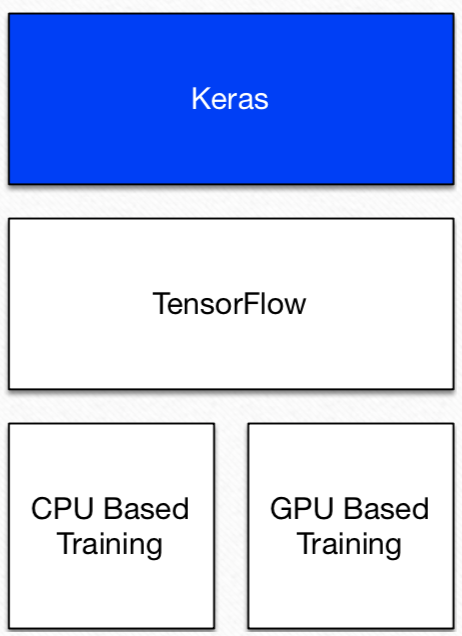 Keras
TensorFlow
CPU Based
Training
GPU Based
Training